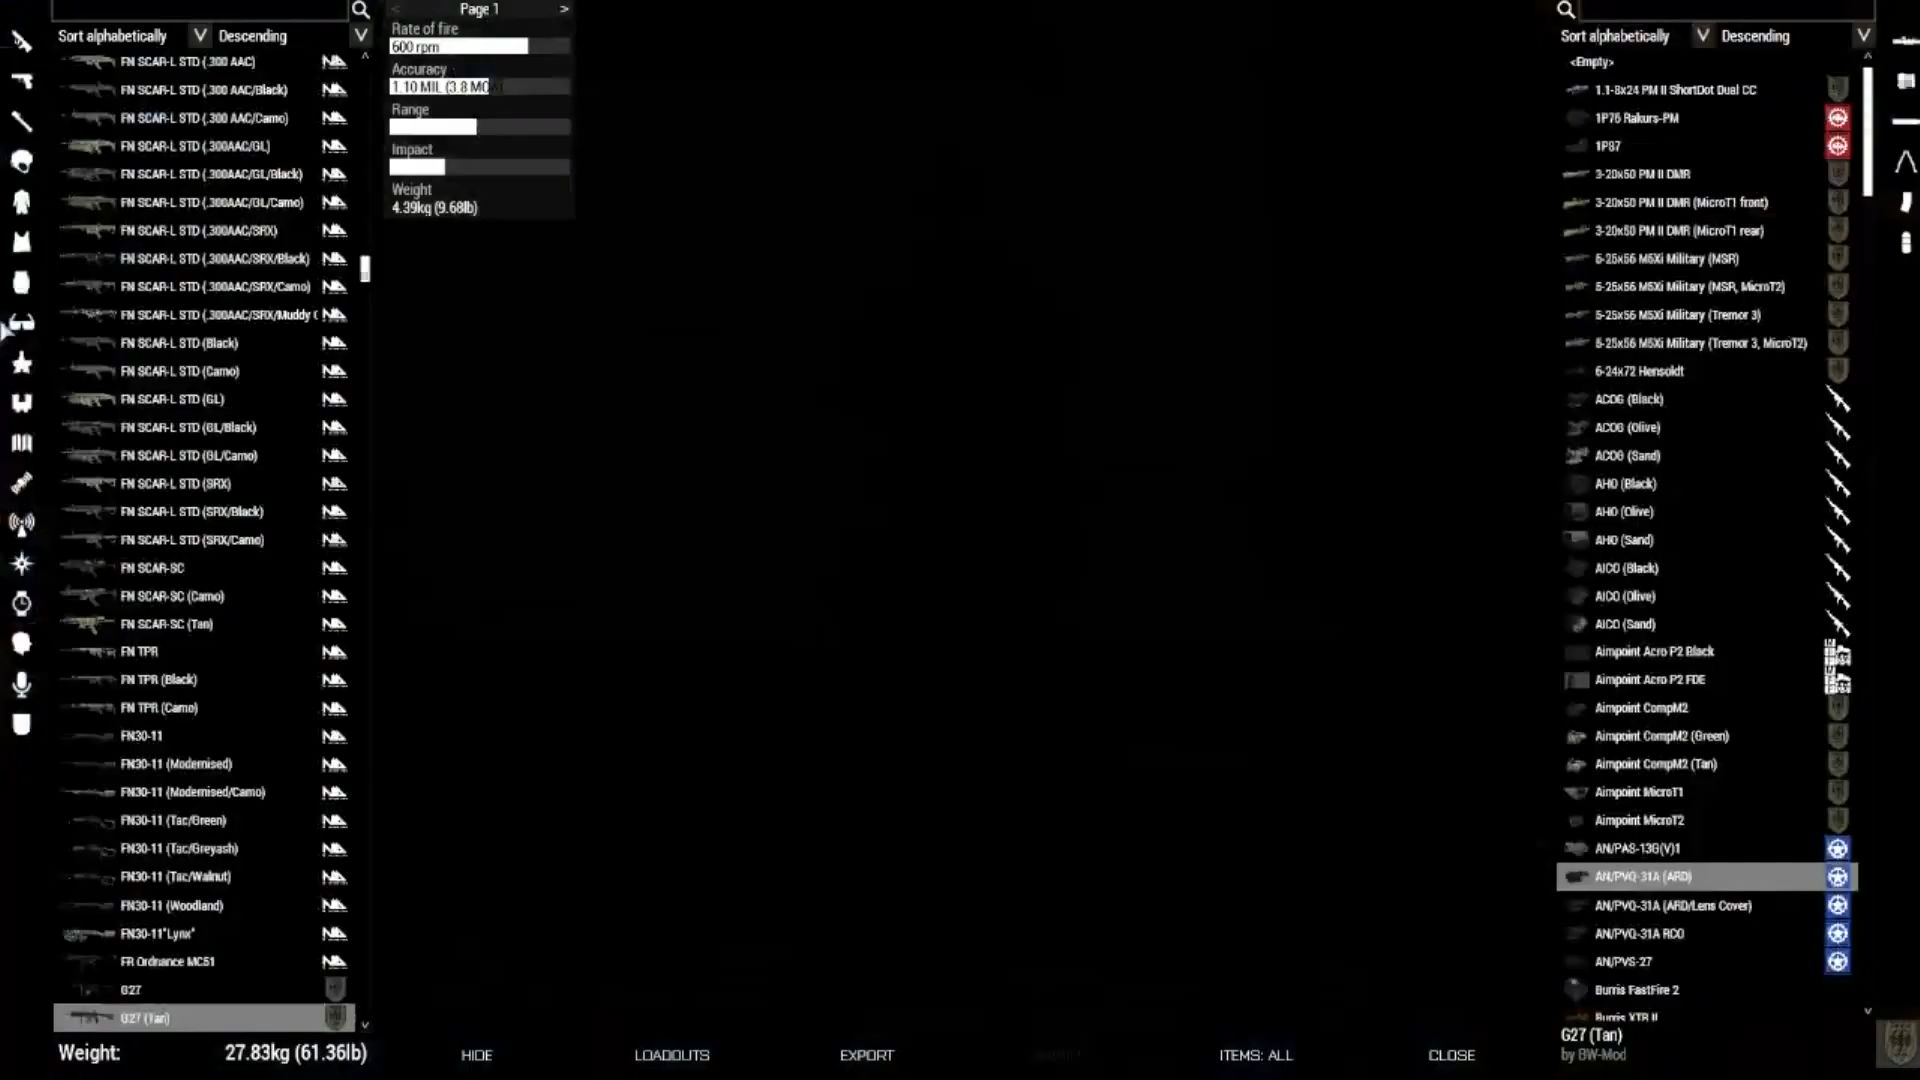 Sort alphabetically
Descending
FN SCAR-L STD (.300 AAC)
FN SCAR-L STD (.300 AAC/Black)
FN SCAR-L STD (.300 AAC/Camo)
FN SCAR-L STD (.300AAC/GL)
FN SCAR-L STD (.300AAC/GL/Black)
FN SCAR-L STD (.300AAC/GL/Camo)
FN SCAR-L STD (.300AAC/SRX)
FN SCAR-L STD (.300AAC/SRX/Black)
FN SCAR-L STD (.300AAC/SRX/Camo)
FN SCAR-L STD (.300AAC/SRX/Muddy
FN SCAR-L STD (Black)
FN SCAR-L STD (Camo)
FN SCAR-L STD (GL)
FN SCAR-L STD (GL/Black)
FN SCAR-L STD (GL/Camo)
FN SCAR-L STD (SRX)
FN SCAR-L STD (SRX/Black)
FN SCAR-L STD (SRX/Camo)
FN SCAR-SC
FN SCAR-SC (Camo)
FN SCAR-SC (Tan)
FN TPR
FN TPR (Black)
FN TPR (Camo)
FN30-11
FN30-11 (Modernised)
FN30-11 (Modernised/Camo)
FN30-11 (Tac/Green)
FN30-11 (Tac/Greyash)
FN30-11 (Tac/Walnut)
FN30-11 (Woodland)
FN30-11"Lynx"
FR Ordnance MC51
G27
G27 (Tan)
Weight: 27.83kg (61.36lb)
< Page 1 >
Rate of fire
600 rpm
Accuracy
1.10 MIL (3.8 MOA)
Range
Impact
Weight
4.39kg (9.68lb)
HIDE
LOADOUTS
EXPORT
ITEMS: ALL
CLOSE
Sort alphabetically
Descending
<Empty>
1.1-8x24 PM II ShortDot Dual CC
1P76 Rakurs-PM
1P87
3-20x50 PM II DMR
3-20x50 PM II DMR (MicroT1 front)
3-20x50 PM II DMR (MicroT1 rear)
5-25x56 M5Xi Military (MSR)
5-25x56 M5Xi Military (MSR, MicroT2)
5-25x56 M5Xi Military (Tremor 3)
5-25x56 M5Xi Military (Tremor 3, MicroT2)
6-24x72 Hensoldt
ACOG (Black)
ACOG (Olive)
ACOG (Sand)
AHO (Black)
AHO (Olive)
AHO (Sand)
AICO (Black)
AICO (Olive)
AICO (Sand)
Aimpoint Acro P2 Black
Aimpoint Acro P2 FDE
Aimpoint CompM2
Aimpoint CompM2 (Green)
Aimpoint CompM2 (Tan)
Aimpoint MicroT1
Aimpoint MicroT2
AN/PAS-13G(V)1
AN/PVQ-31A (ARD)
AN/PVQ-31A (ARD/Lens Cover)
AN/PVQ-31A RCO
AN/PVS-27
Burris FastFire 2
Burris XTR II
G27 (Tan)
by BW-Mod